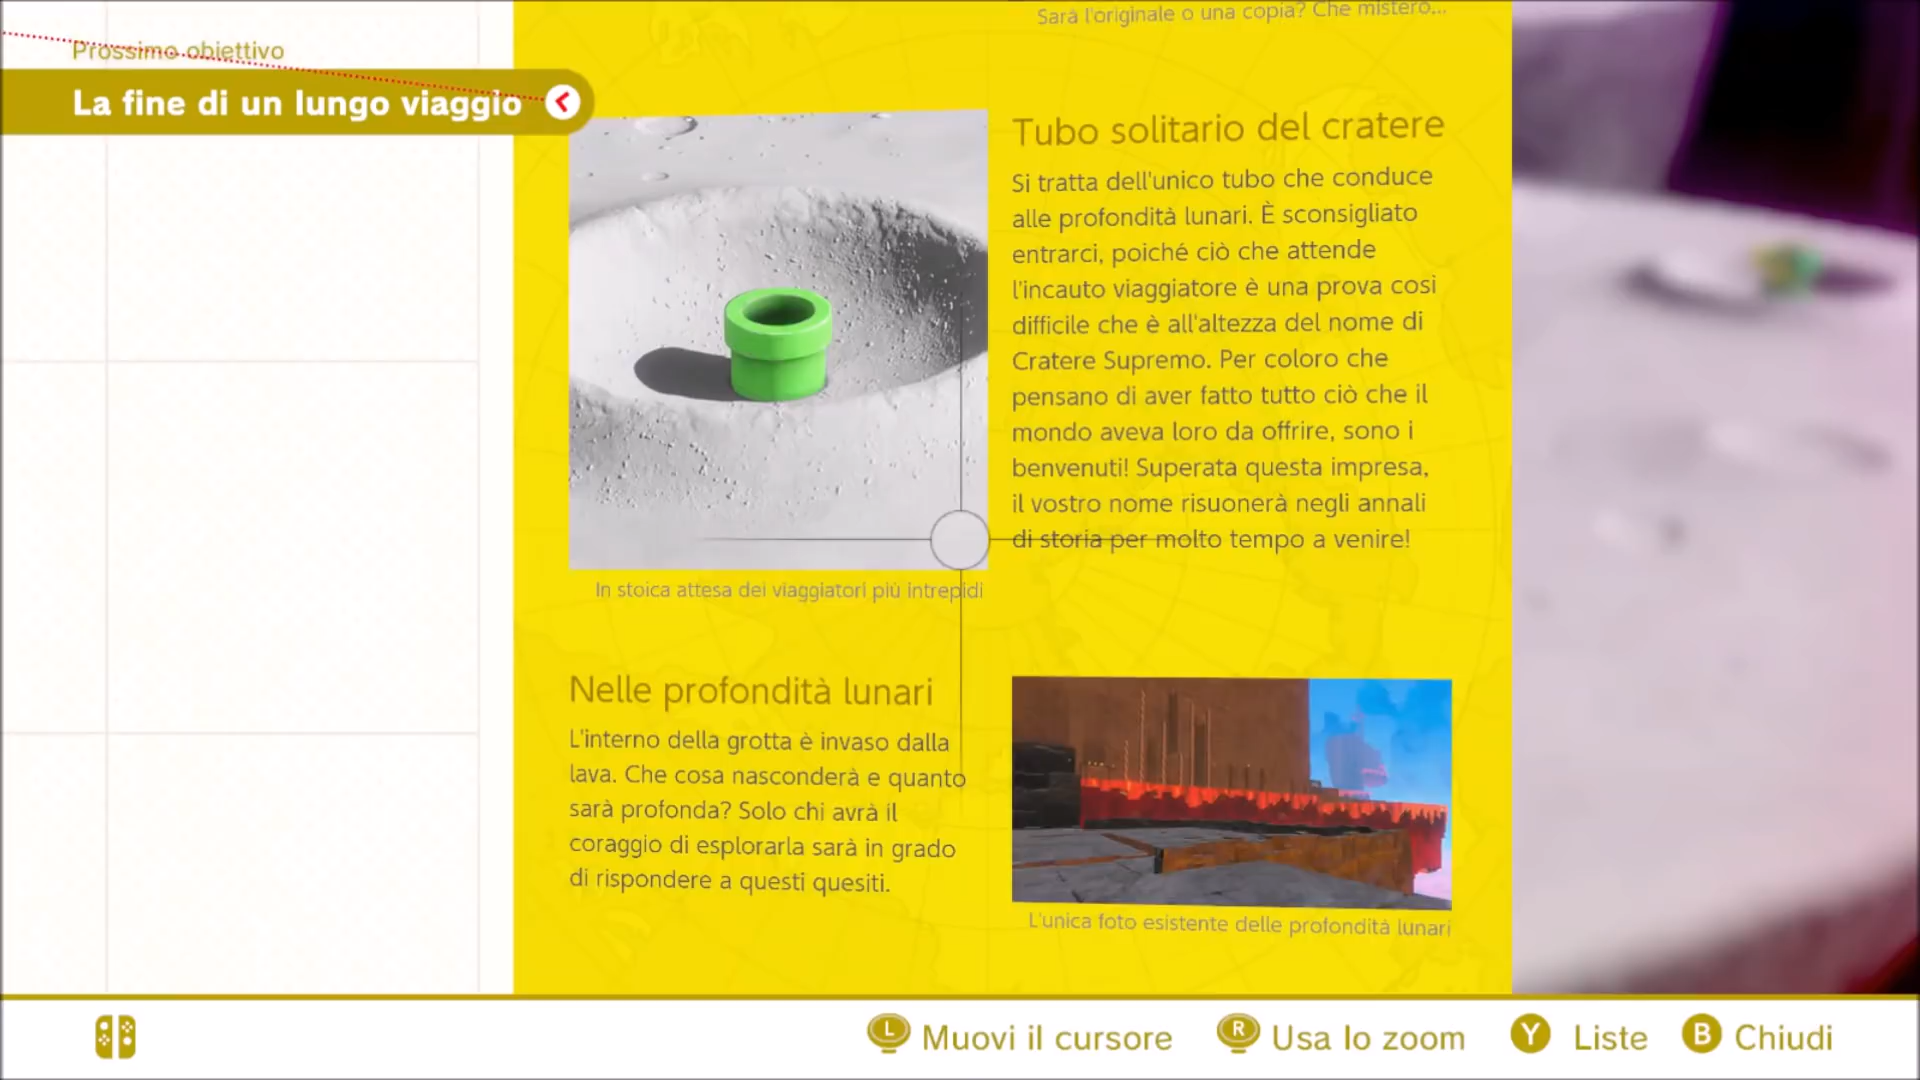 Sarà l'originale o una copia? Che mistero...
Prossimo obiettivo
La fine di un lungo viaggio
Tubo solitario del cratere
Si tratta dell'unico tubo che conduce
alle profondità lunari. È sconsigliato
entrarci, poiché ciò che attende
l'incauto viaggiatore è una prova così
difficile che è all'altezza del nome di
Cratere Supremo. Per coloro che
pensano di aver fatto tutto ciò che il
mondo aveva loro da offrire, sono i
benvenuti! Superata questa impresa,
il vostro nome risuonerà negli annali
di storia per molto tempo a venire!
In stoica attesa dei viaggiatori più intrepidi
Nelle profondità lunari
L'interno della grotta è invaso dalla
lava. Che cosa nasconderà e quanto
sarà profonda? Solo chi avrà il
coraggio di esplorarla sarà in grado
di rispondere a questi quesiti.
L'unica foto esistente delle profondità lunari
L Muovi il cursore R Usa lo zoom Y Liste B Chiudi